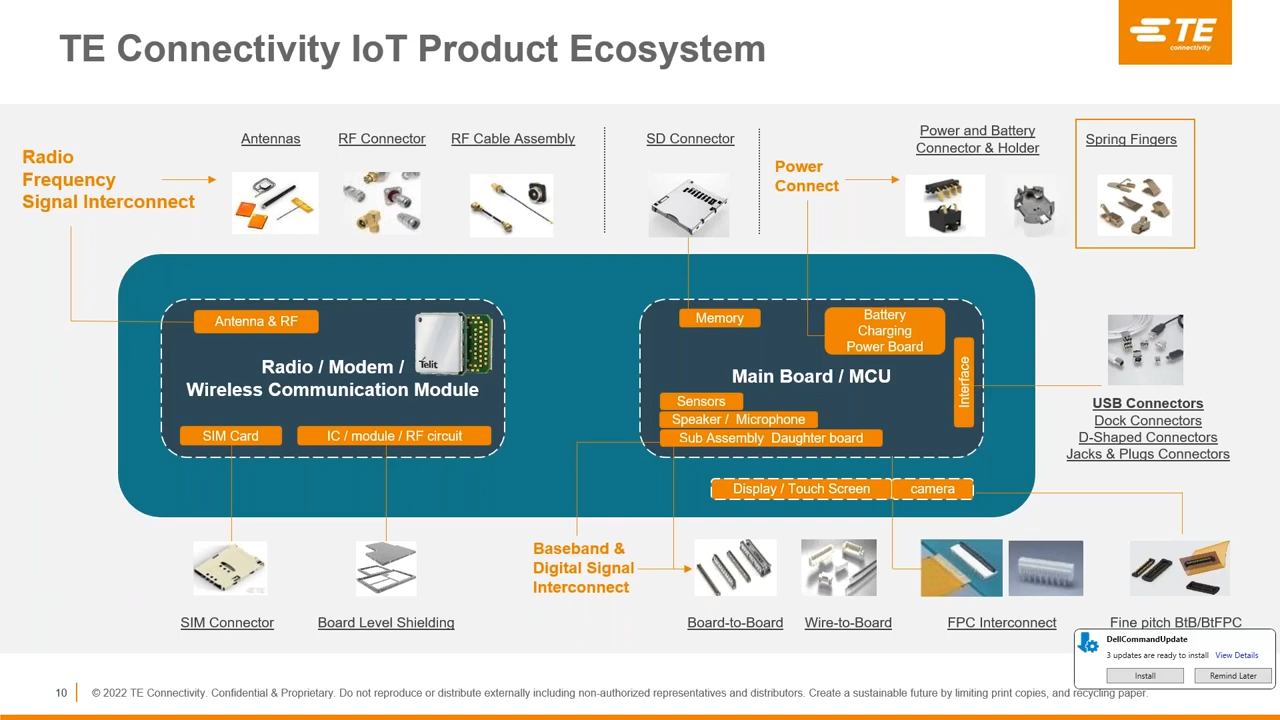 TE Connectivity IoT Product Ecosystem
TE
connectivity
Radio
Frequency
Signal Interconnect
Antennas
RF Connector
RF Cable Assembly
SD Connector
Power
Connect
Power and Battery
Connector & Holder
Spring Fingers
Antenna & RF
Telit
Radio / Modem /
Wireless Communication Module
SIM Card
IC / module / RF circuit
Memory
Battery
Charging
Power Board
Main Board / MCU
Interface
Sensors
Speaker / Microphone
Sub Assembly Daughter board
Display / Touch Screen
camera
USB Connectors
Dock Connectors
D-Shaped Connectors
Jacks & Plugs Connectors
Baseband &
Digital Signal
Interconnect
SIM Connector
Board Level Shielding
Board-to-Board
Wire-to-Board
FPC Interconnect
Fine pitch BtB/BtFPC
DellCommandUpdate
3 updates are ready to install View Details
Install
Remind Later
10
© 2022 TE Connectivity. Confidential & Proprietary. Do not reproduce or distribute externally including non-authorized representatives and distributors. Create a sustainable future by limiting print copies, and recycling paper.